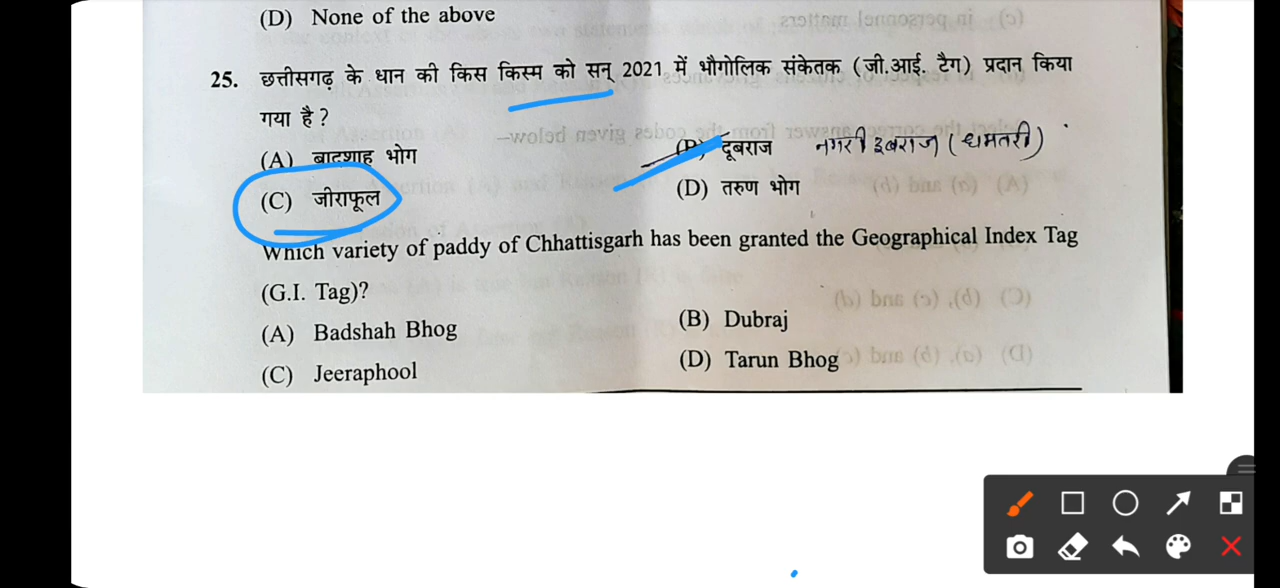 (D) None of the above
25. छत्तीसगढ़ के धान की किस किस्म को सन् 2021 में भौगोलिक संकेतक (जी.आई. टैग) प्रदान किया
गया है ?
(A) बादशाह भोग
(B) दूबराज नगरी दुबराज (धमतरी)
(C) जीराफूल
(D) तरुण भोग
Which variety of paddy of Chhattisgarh has been granted the Geographical Index Tag
(G.I. Tag)?
(A) Badshah Bhog
(B) Dubraj
(C) Jeeraphool
(D) Tarun Bhog